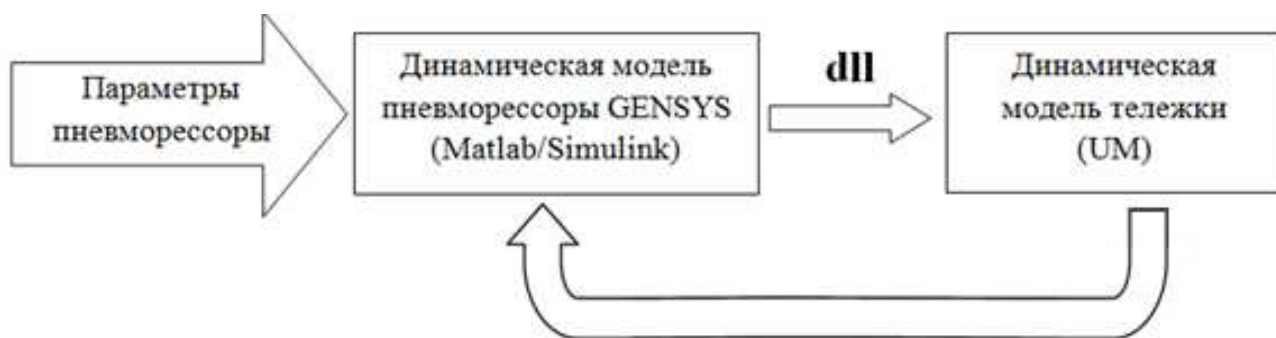 Параметры
пневморессоры
Динамическая модель
пневморессоры GENSYS
(Matlab/Simulink)
dll
Динамическая
модель тележки
(UM)